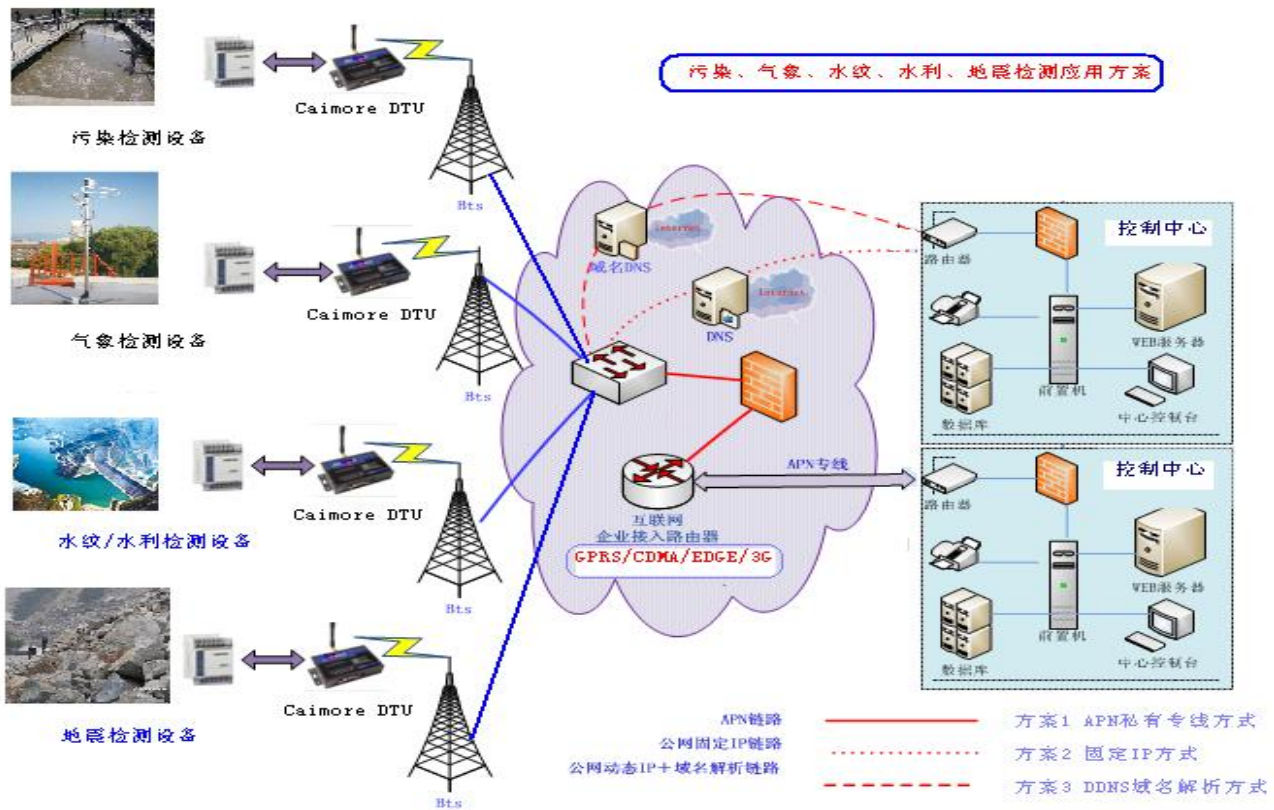 污染、气象、水纹、水利、地震检测应用方案
Caimore DTU
污染检测设备
Bts
Caimore DTU
气象检测设备
Bts
Caimore DTU
水纹/水利检测设备
Bts
Caimore DTU
地震检测设备
Bts
Internet
域名DNS
Internet
DNS
互联网
企业接入路由器
GPRS/CDMA/EDGE/3G
APN专线
控制中心
路由器
WEB服务器
前置机
数据库
中心控制台
控制中心
路由器
WEB服务器
前置机
数据库
中心控制台
APN链路
方案1 APN私有专线方式
公网固定IP链路
方案2 固定IP方式
公网动态IP+域名解析链路
方案3 DDNS域名解析方式